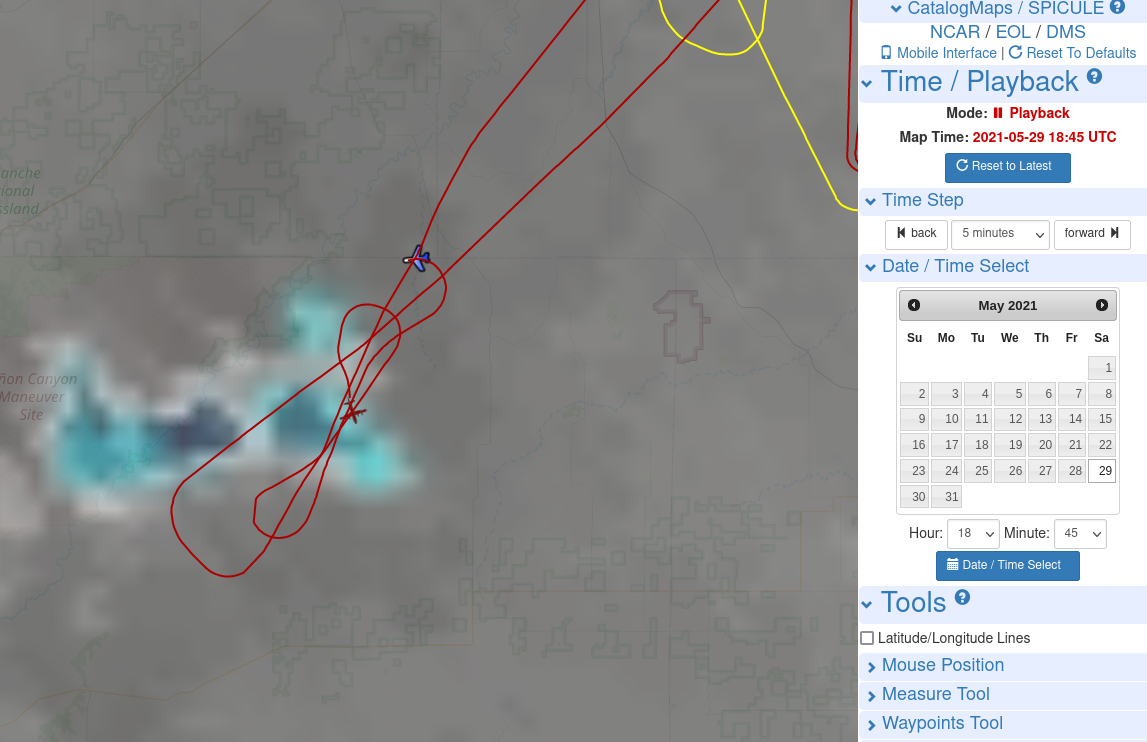 anche
ional
ssland
ñon Canyon
Maneuver
Site
CatalogMaps / SPICULE
NCAR / EOL / DMS
Mobile Interface | Reset To Defaults
Time / Playback
Mode: Playback
Map Time: 2021-05-29 18:45 UTC
Reset to Latest
Time Step
back 5 minutes forward
Date / Time Select
May 2021
Su Mo Tu We Th Fr Sa
1
2 3 4 5 6 7 8
9 10 11 12 13 14 15
16 17 18 19 20 21 22
23 24 25 26 27 28 29
30 31
Hour: 18 Minute: 45
Date / Time Select
Tools
Latitude/Longitude Lines
Mouse Position
Measure Tool
Waypoints Tool